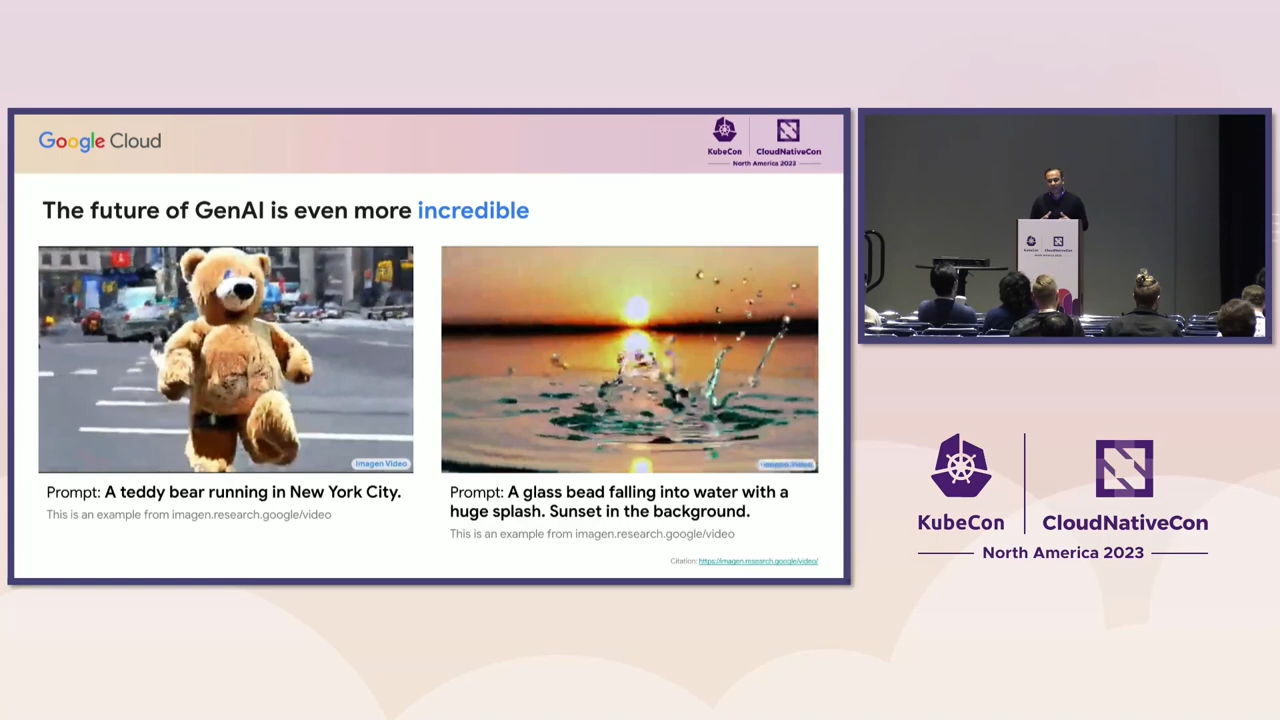 Google Cloud
KubeCon
CloudNativeCon
North America 2023
The future of GenAI is even more incredible
Imagen Video
Prompt: A teddy bear running in New York City.
This is an example from imagen.research.google/video
Prompt: A glass bead falling into water with a
huge splash. Sunset in the background.
This is an example from imagen.research.google/video
Citation: https://imagen.research.google/video/
KubeCon
CloudNativeCon
North America 2023